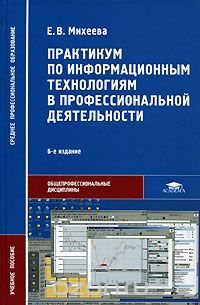 Е. В. Михеева
ПРАКТИКУМ
ПО ИНФОРМАЦИОННЫМ
ТЕХНОЛОГИЯМ
В ПРОФЕССИОНАЛЬНОЙ
ДЕЯТЕЛЬНОСТИ
6-е издание
ОБЩЕПРОФЕССИОНАЛЬНЫЕ
ДИСЦИПЛИНЫ
ACADEMA
СРЕДНЕЕ ПРОФЕССИОНАЛЬНОЕ ОБРАЗОВАНИЕ
УЧЕБНОЕ ПОСОБИЕ